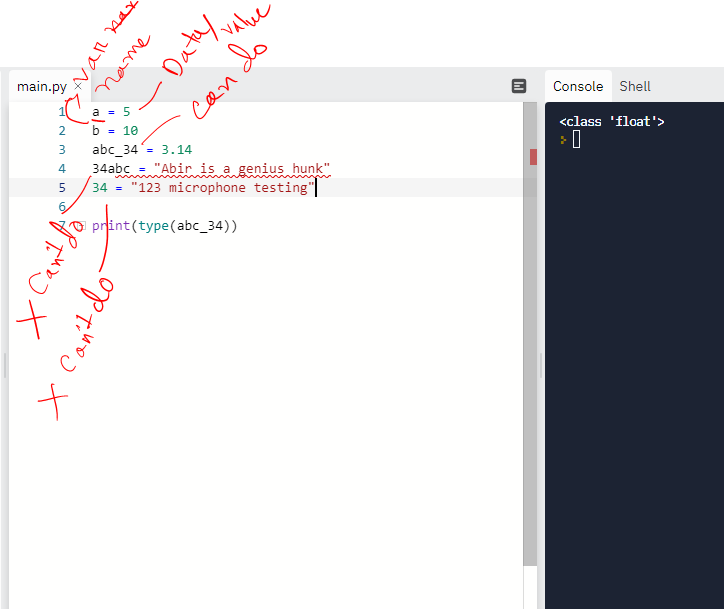 var nar
name
Data/value
can do
main.py ×
Console
Shell
1 a = 5
2 b = 10
3 abc_34 = 3.14
4 34abc = "Abir is a genius hunk"
5 34 = "123 microphone testing"
6
7 print(type(abc_34))
<class 'float'>
Can't do
Can't do